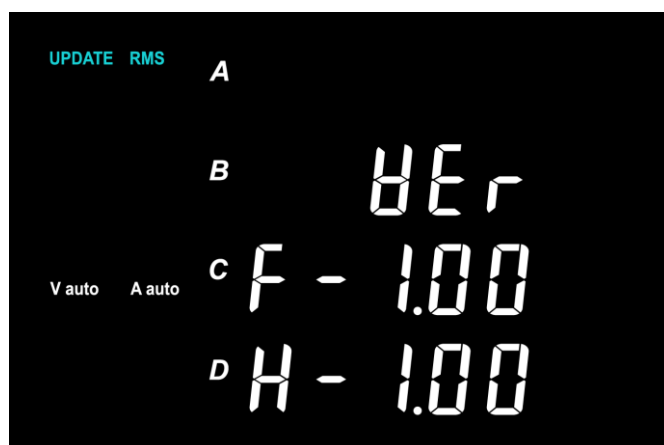 UPDATE RMS A
B VEr
V auto A auto C F - 1.00
D H - 1.00